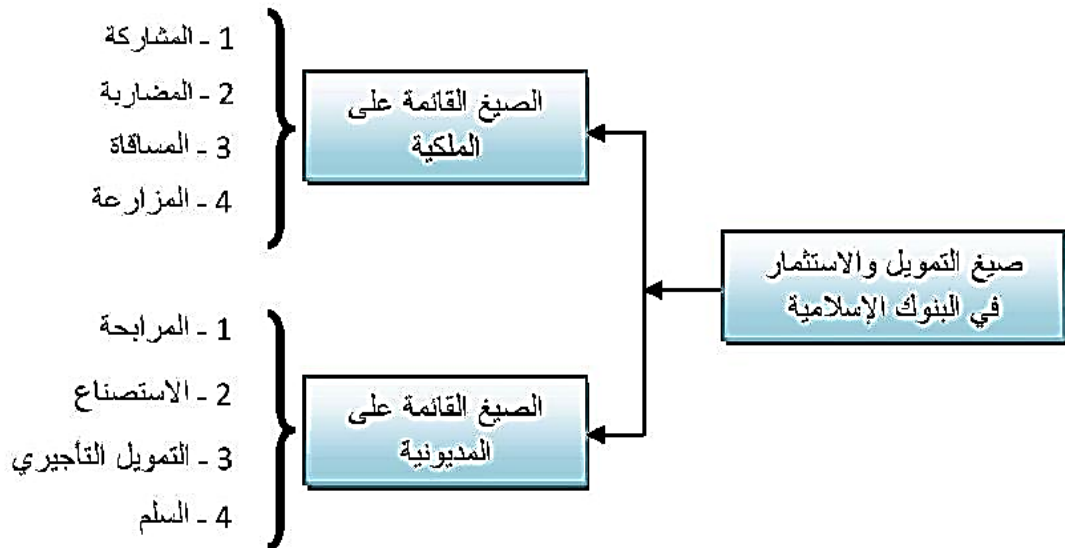 صيغ التمويل والاستثمار
في البنوك الإسلامية
الصيغ القائمة على
الملكية
1 - المشاركة
2 - المضاربة
3 - المساقاة
4 - المزارعة
الصيغ القائمة على
المديونية
1 - المرابحة
2 - الاستصناع
3 - التمويل التأجيري
4 - السلم